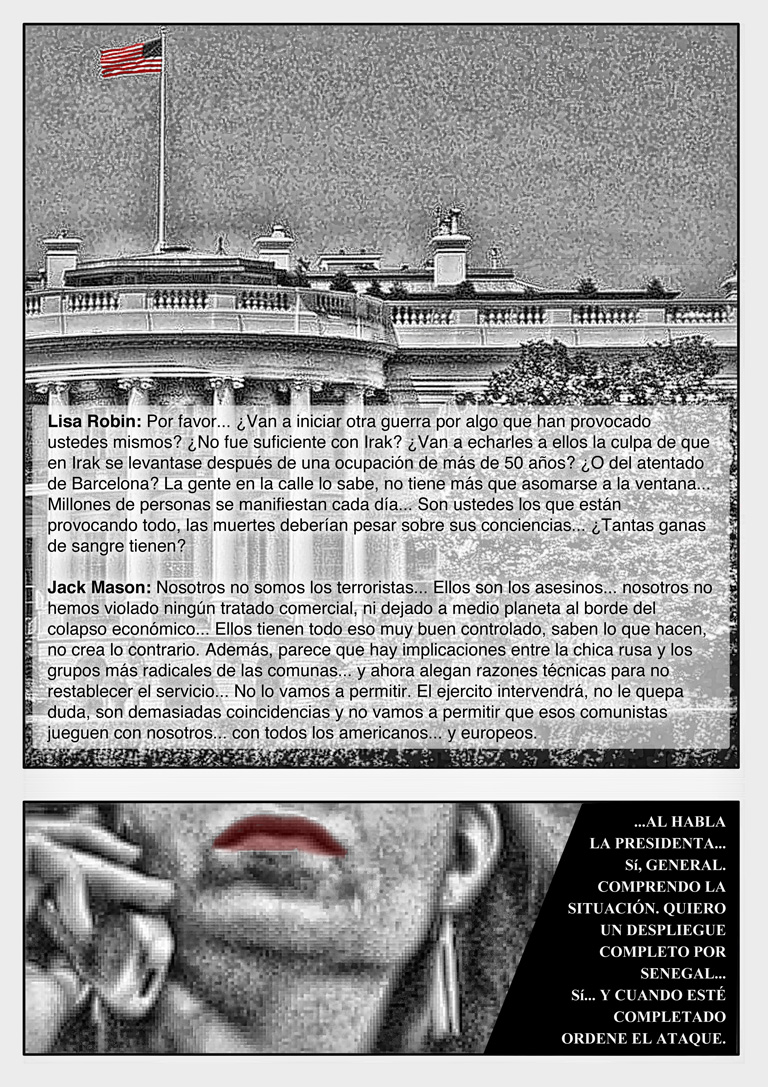 Lisa Robin: Por favor... ¿Van a iniciar otra guerra por algo que han provocado
ustedes mismos? ¿No fue suficiente con Irak? ¿Van a echarles a ellos la culpa de que
en Irak se levantase después de una ocupación de más de 50 años? ¿O del atentado
de Barcelona? La gente en la calle lo sabe, no tiene más que asomarse a la ventana...
Millones de personas se manifiestan cada día... Son ustedes los que están
provocando todo, las muertes deberían pesar sobre sus conciencias... ¿Tantas ganas
de sangre tienen?
Jack Mason: Nosotros no somos los terroristas... Ellos son los asesinos... nosotros no
hemos violado ningún tratado comercial, ni dejado a medio planeta al borde del
colapso económico... Ellos tienen todo eso muy buen controlado, saben lo que hacen,
no crea lo contrario. Además, parece que hay implicaciones entre la chica rusa y los
grupos más radicales de las comunas... y ahora alegan razones técnicas para no
restablecer el servicio... No lo vamos a permitir. El ejercito intervendrá, no le quepa
duda, son demasiadas coincidencias y no vamos a permitir que esos comunistas
jueguen con nosotros... con todos los americanos... y europeos.
...AL HABLA
LA PRESIDENTA...
Sí, GENERAL.
COMPRENDO LA
SITUACIÓN. QUIERO
UN DESPLIEGUE
COMPLETO POR
SENEGAL...
Sí... Y CUANDO ESTÉ
COMPLETADO
ORDENE EL ATAQUE.